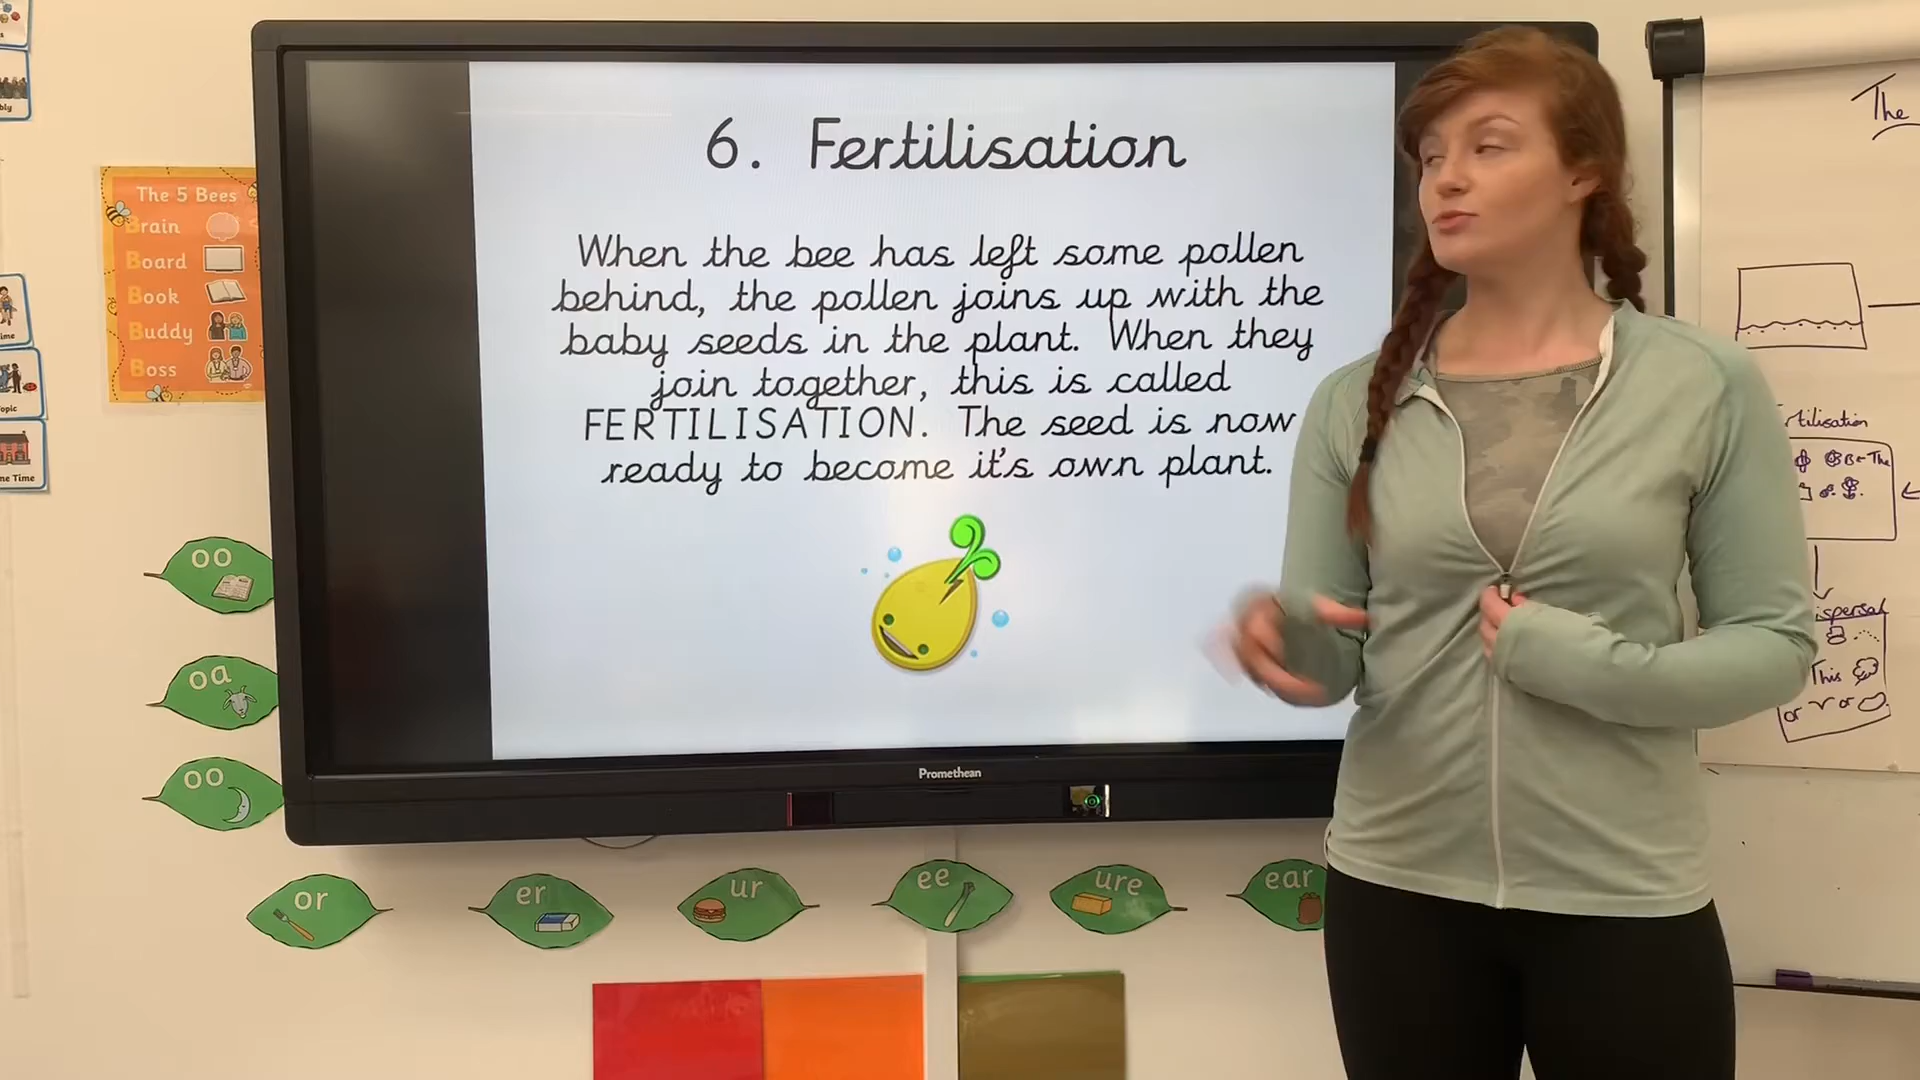 6. Fertilisation
When the bee has left some pollen
behind, the pollen joins up with the
baby seeds in the plant. When they
join together, this is called
FERTILISATION. The seed is now
ready to become it's own plant.
Promethean
The 5 Bees
Brain
Board
Book
Buddy
Boss
oo
oa
oo
or
er
ur
ee
ure
ear
The
This
or
or